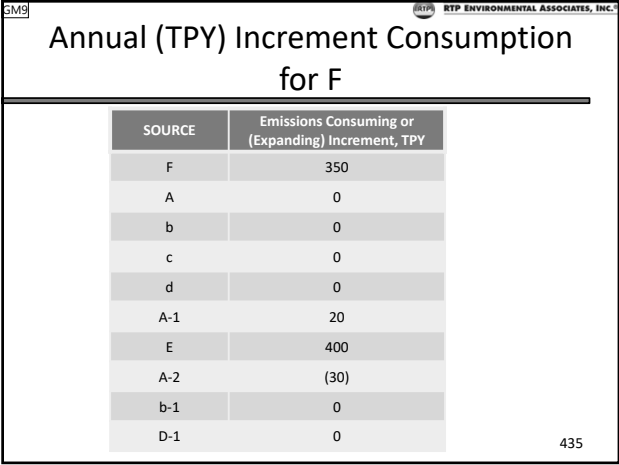 GM9
RTP RTP ENVIRONMENTAL ASSOCIATES, INC.®
Annual (TPY) Increment Consumption
for F
SOURCE Emissions Consuming or
(Expanding) Increment, TPY
F 350
A 0
b 0
c 0
d 0
A-1 20
E 400
A-2 (30)
b-1 0
D-1 0
435